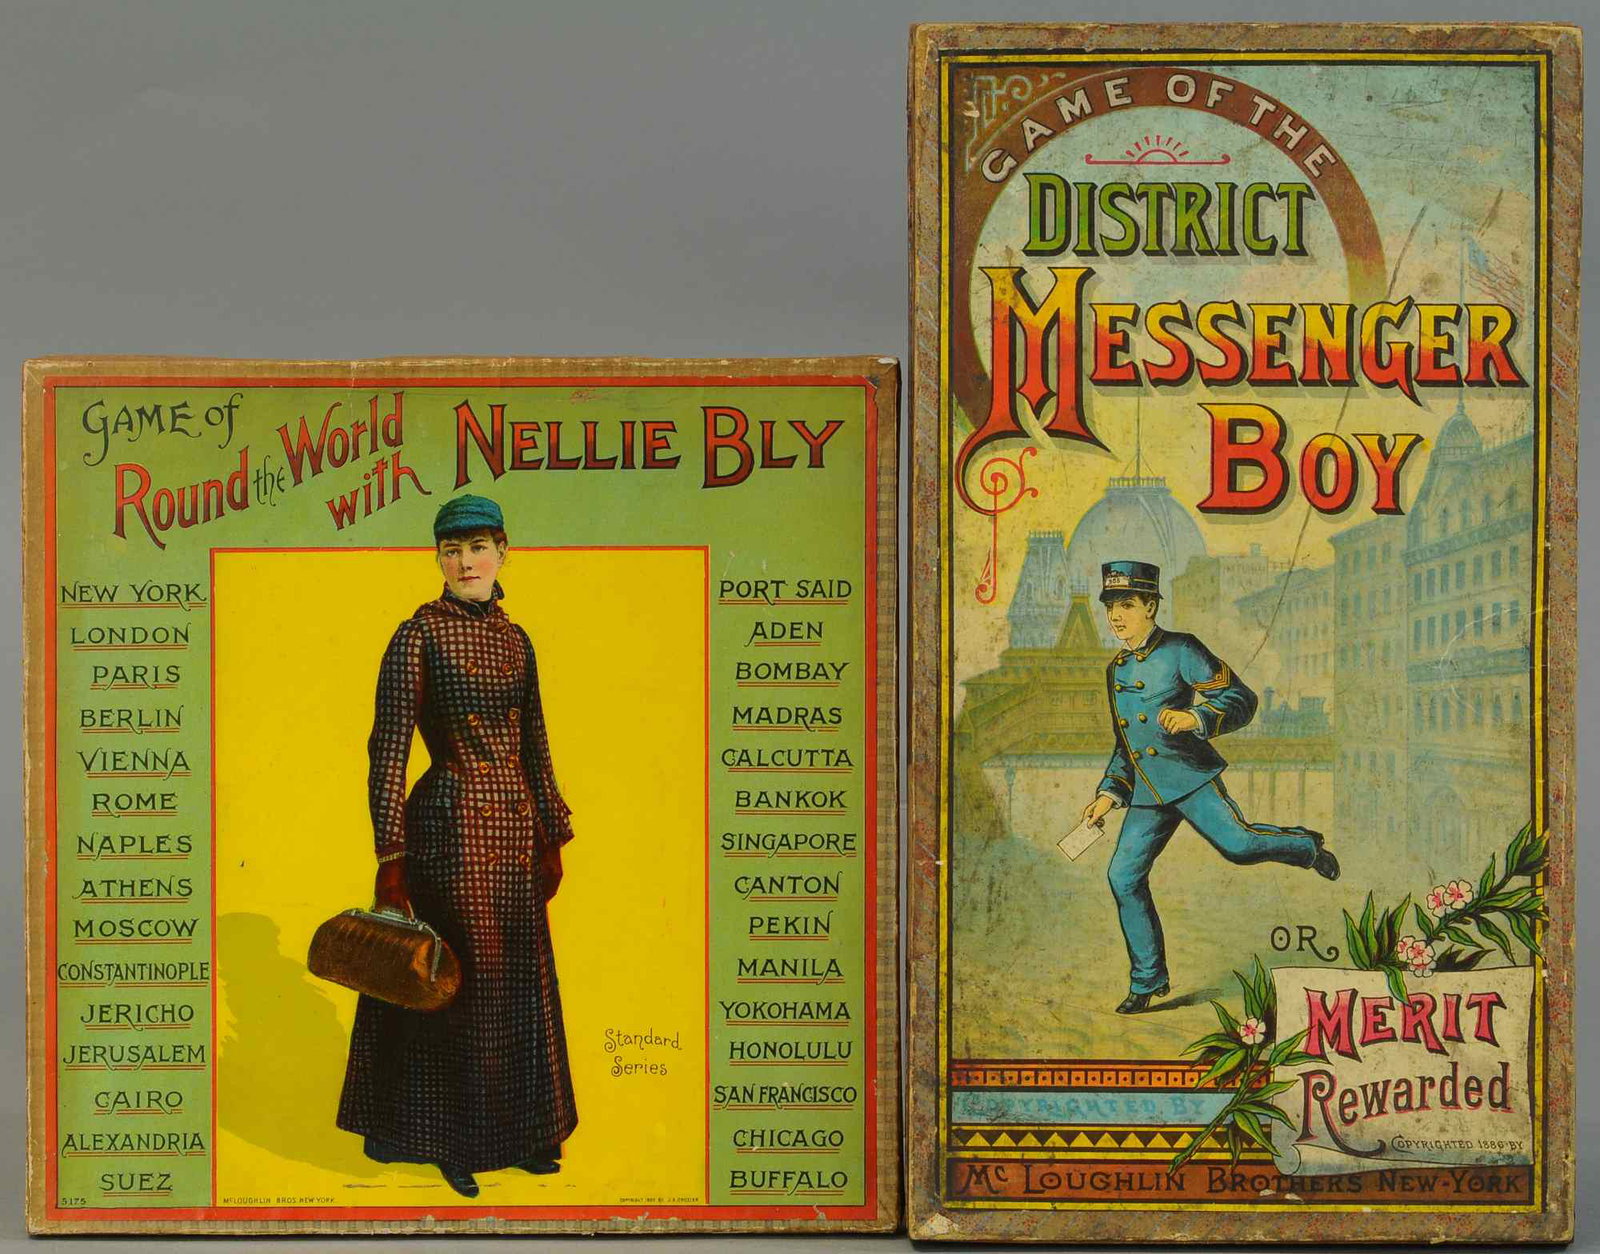 GAME of
Round the World
with
NELLIE BLY
NEW YORK.
LONDON
PARIS
BERLIN
VIENNA
ROME
NAPLES
ATHENS
MOSCOW
CONSTANTINOPLE
JERICHO
JERUSALEM
CAIRO
ALEXANDRIA
SUEZ
PORT SAID
ADEN
BOMBAY
MADRAS
CALCUTTA
BANKOK
SINGAPORE
CANTON
PEKIN
MANILA
YOKOHAMA
HONOLULU
SAN FRANCISCO
CHICAGO
BUFFALO
Standard
Series
5175
McLOUGHLIN BROS. NEW YORK.
GAME OF THE
DISTRICT
MESSENGER
BOY
OR,
MERIT
Rewarded
COPYRIGHTED 1886 BY
COPYRIGHTED BY
Mc LOUGHLIN BROTHERS NEW-YORK